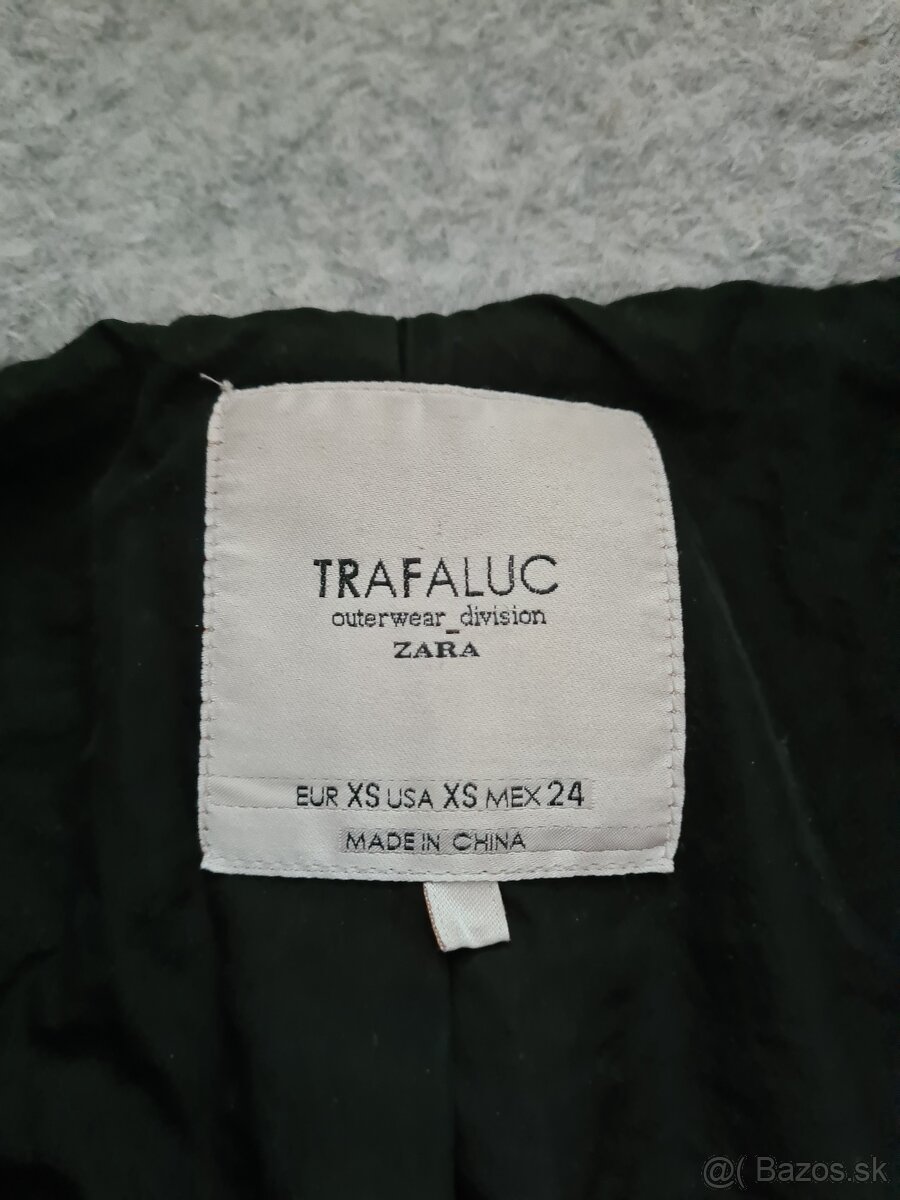 TRAFALUC
outerwear_division
ZARA
EUR XS USA XS MEX 24
MADE IN CHINA
@( Bazos.sk